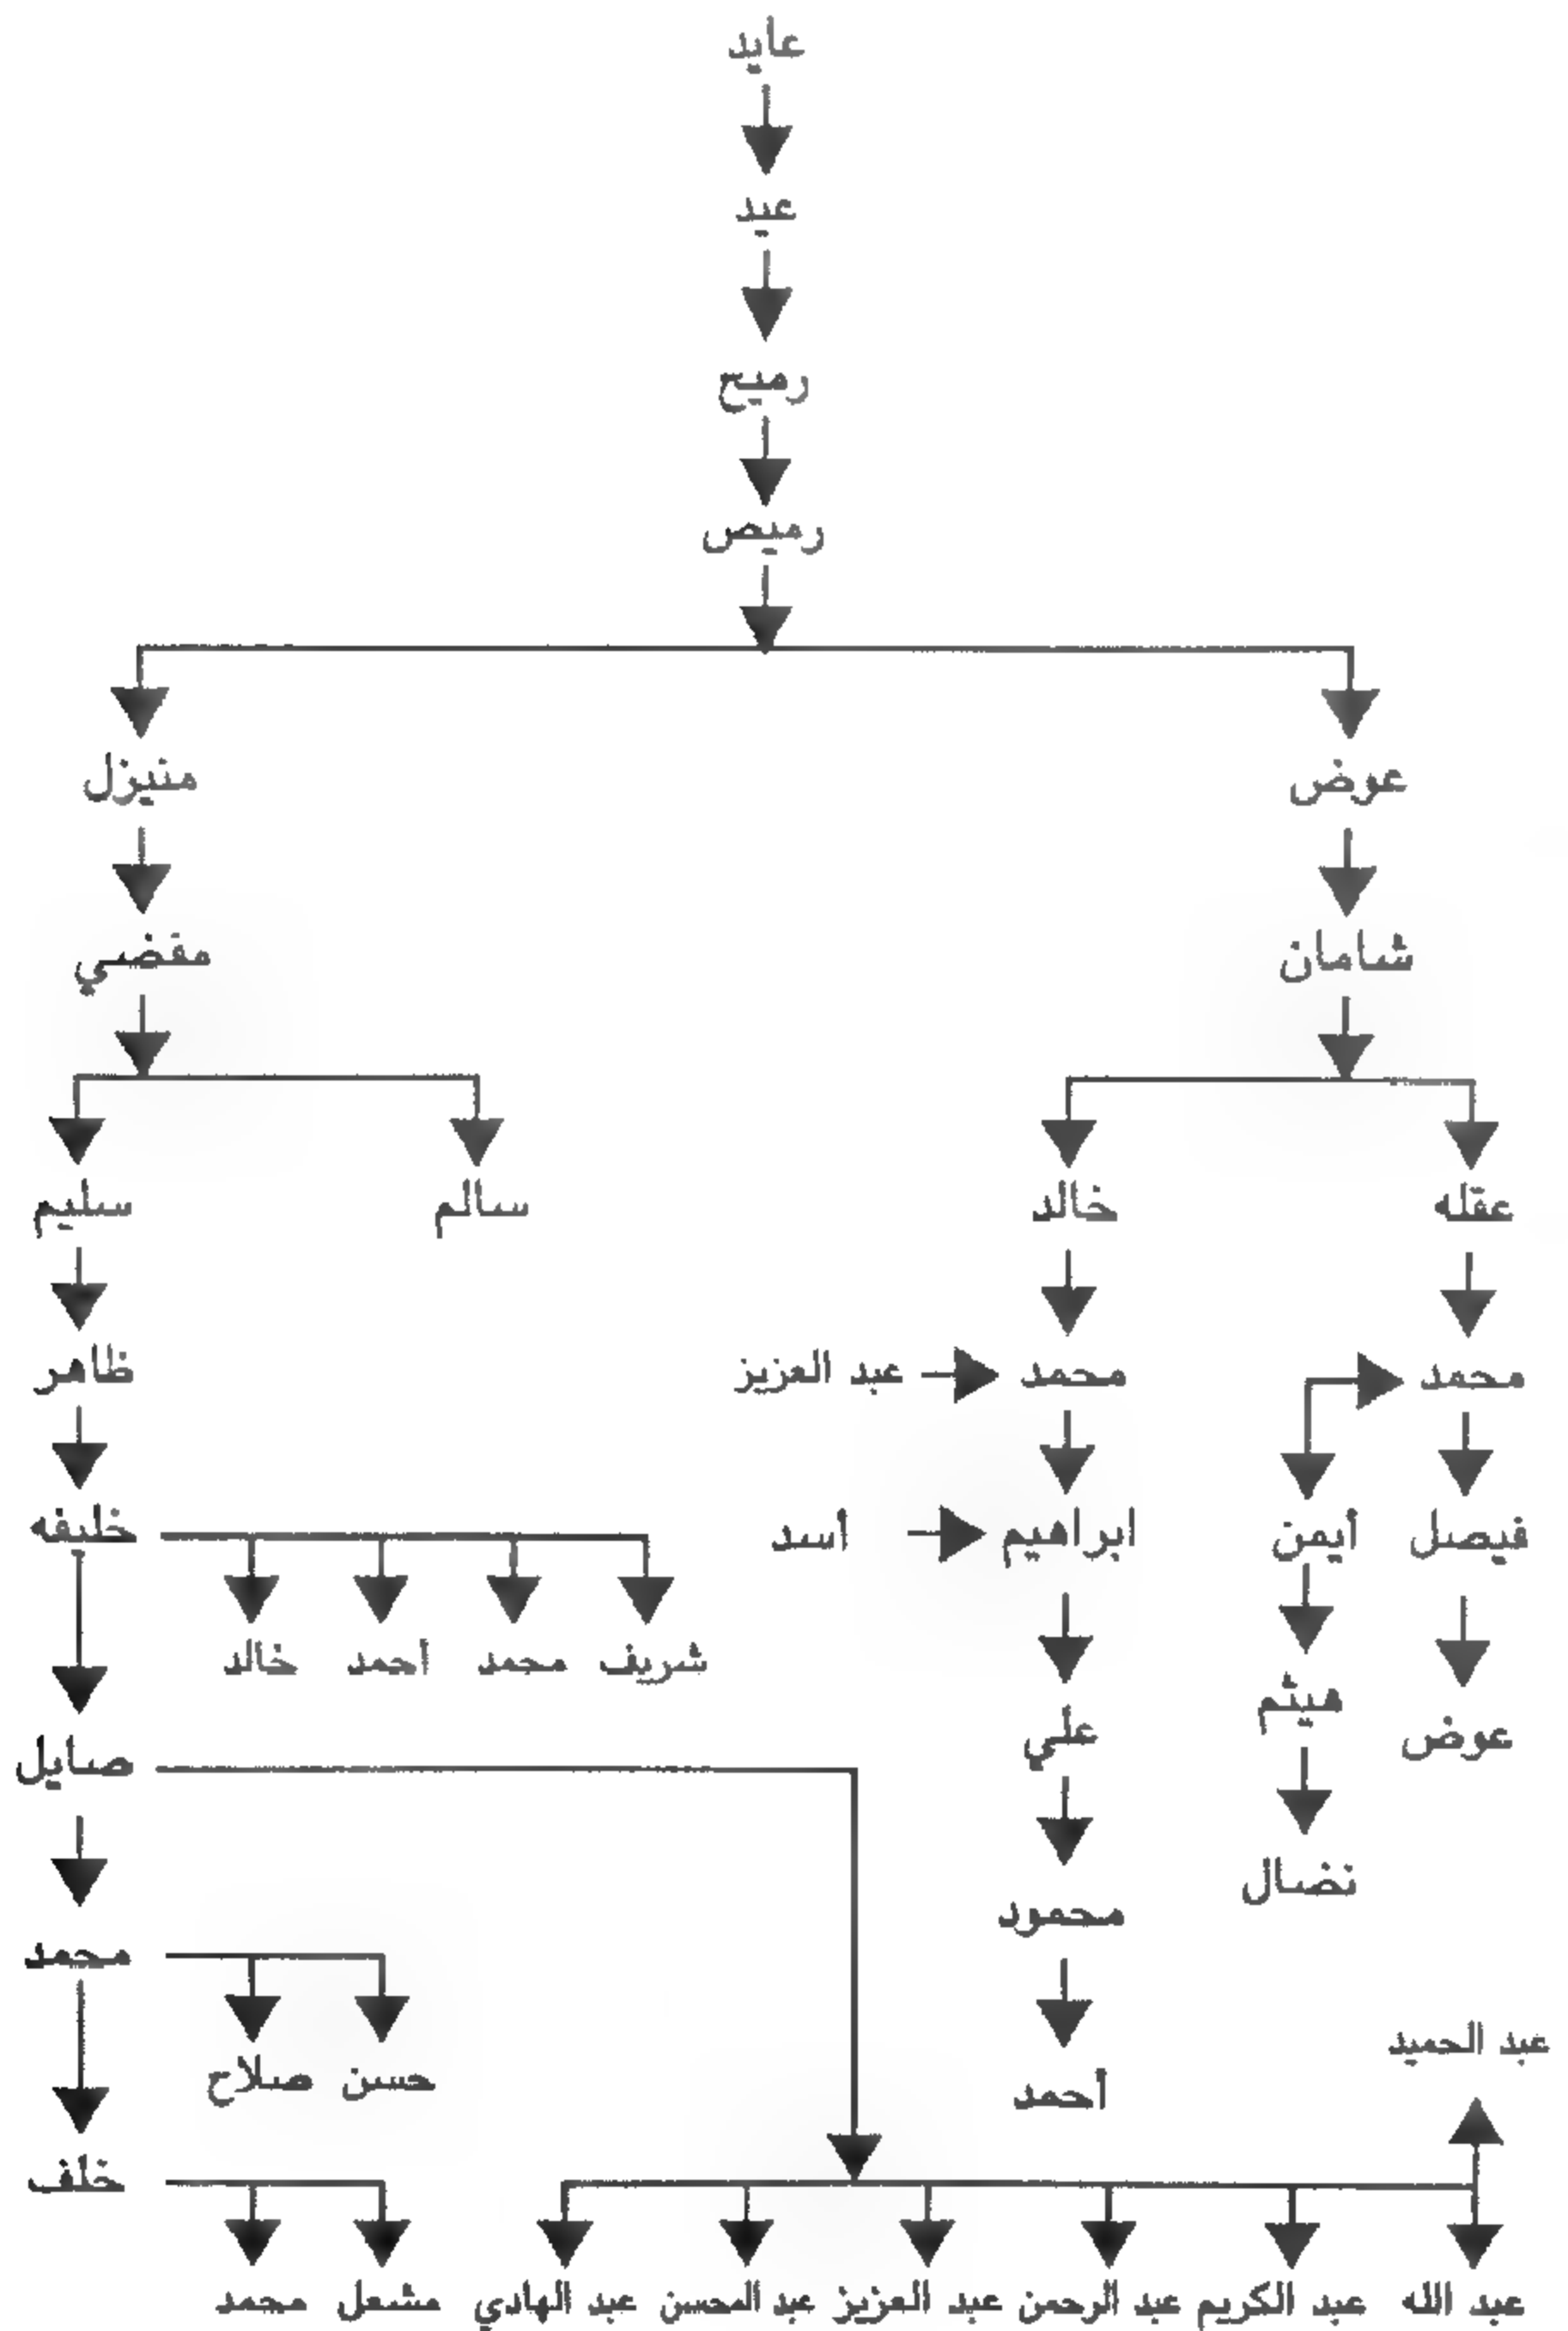 عايد
عيد
رميح
رميص
عوض منيزل
شامان مقضي
عقله خالد سالم سليم
محمد محمد عبد العزيز ظاهر
فيصل أيمن ابراهيم أسد خليفه
شريف محمد احمد خالد
عوض هيثم علي صايل
نضال محمود محمد
عبد الحميد أحمد حسن صلاح
خلف
عبد الله عبد الكريم عبد الرحمن عبد العزيز عبد المحسن عبد الهادي مشعل محمد